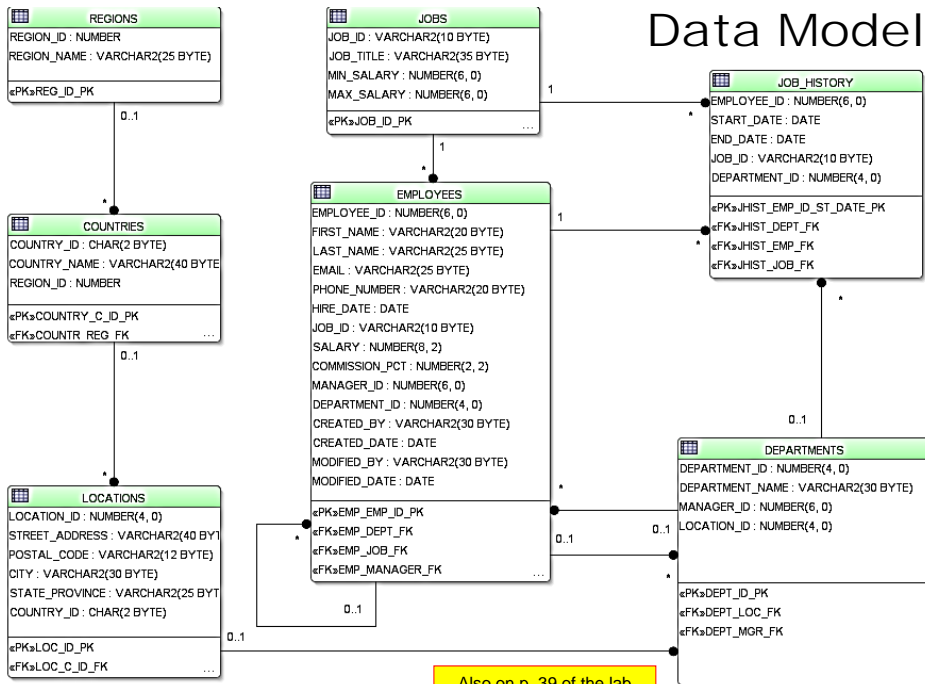 Data Model
REGIONS
REGION_ID : NUMBER
REGION_NAME : VARCHAR2(25 BYTE)
«PK»REG_ID_PK
0..1
*
COUNTRIES
COUNTRY_ID : CHAR(2 BYTE)
COUNTRY_NAME : VARCHAR2(40 BYTE
REGION_ID : NUMBER
«PK»COUNTRY_C_ID_PK
«FK»COUNTR_REG_FK
...
0..1
*
LOCATIONS
LOCATION_ID : NUMBER(4, 0)
STREET_ADDRESS : VARCHAR2(40 BYT
POSTAL_CODE : VARCHAR2(12 BYTE)
CITY : VARCHAR2(30 BYTE)
STATE_PROVINCE : VARCHAR2(25 BYT
COUNTRY_ID : CHAR(2 BYTE)
«PK»LOC_ID_PK
«FK»LOC_C_ID_FK
...
0..1
JOBS
JOB_ID : VARCHAR2(10 BYTE)
JOB_TITLE : VARCHAR2(35 BYTE)
MIN_SALARY : NUMBER(6, 0)
MAX_SALARY : NUMBER(6, 0)
«PK»JOB_ID_PK
...
1
*
1
*
EMPLOYEES
EMPLOYEE_ID : NUMBER(6, 0)
FIRST_NAME : VARCHAR2(20 BYTE)
LAST_NAME : VARCHAR2(25 BYTE)
EMAIL : VARCHAR2(25 BYTE)
PHONE_NUMBER : VARCHAR2(20 BYTE)
HIRE_DATE : DATE
JOB_ID : VARCHAR2(10 BYTE)
SALARY : NUMBER(8, 2)
COMMISSION_PCT : NUMBER(2, 2)
MANAGER_ID : NUMBER(6, 0)
DEPARTMENT_ID : NUMBER(4, 0)
CREATED_BY : VARCHAR2(30 BYTE)
CREATED_DATE : DATE
MODIFIED_BY : VARCHAR2(30 BYTE)
MODIFIED_DATE : DATE
«PK»EMP_EMP_ID_PK
«FK»EMP_DEPT_FK
«FK»EMP_JOB_FK
«FK»EMP_MANAGER_FK
...
*
0..1
1
*
JOB_HISTORY
EMPLOYEE_ID : NUMBER(6, 0)
START_DATE : DATE
END_DATE : DATE
JOB_ID : VARCHAR2(10 BYTE)
DEPARTMENT_ID : NUMBER(4, 0)
«PK»JHIST_EMP_ID_ST_DATE_PK
«FK»JHIST_DEPT_FK
«FK»JHIST_EMP_FK
«FK»JHIST_JOB_FK
*
0..1
*
0..1
0..1
*
DEPARTMENTS
DEPARTMENT_ID : NUMBER(4, 0)
DEPARTMENT_NAME : VARCHAR2(30 BYTE)
MANAGER_ID : NUMBER(6, 0)
LOCATION_ID : NUMBER(4, 0)
«PK»DEPT_ID_PK
«FK»DEPT_LOC_FK
«FK»DEPT_MGR_FK
Also on p. 39 of the lab